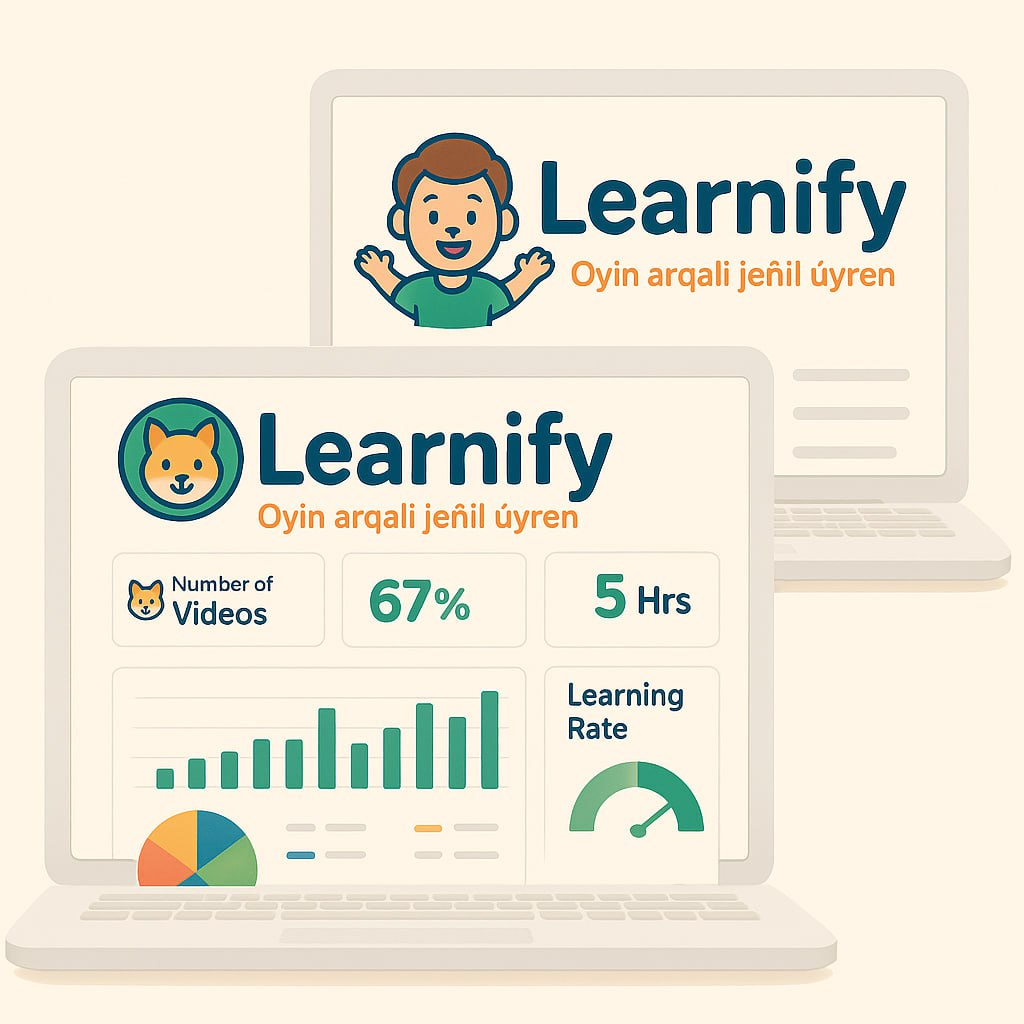 Learnify
Oyin arqali jeñil úyren
Learnify
Oyin arqali jeñil úyren
Number of
Videos
67%
5 Hrs
Learning
Rate